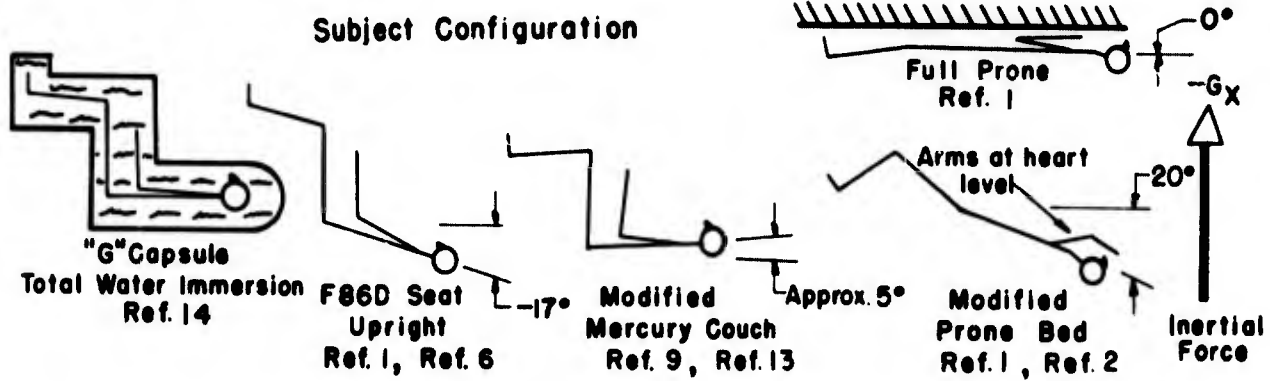 Subject Configuration
0°
Full Prone
Ref. 1
-Gx
Arms at heart
level
20°
"G" Capsule
Total Water Immersion
Ref. 14
F86D Seat
Upright
Ref. 1, Ref. 6
-17°
Modified
Mercury Couch
Ref. 9, Ref. 13
Approx. 5°
Modified
Prone Bed
Ref. 1, Ref. 2
Inertial
Force